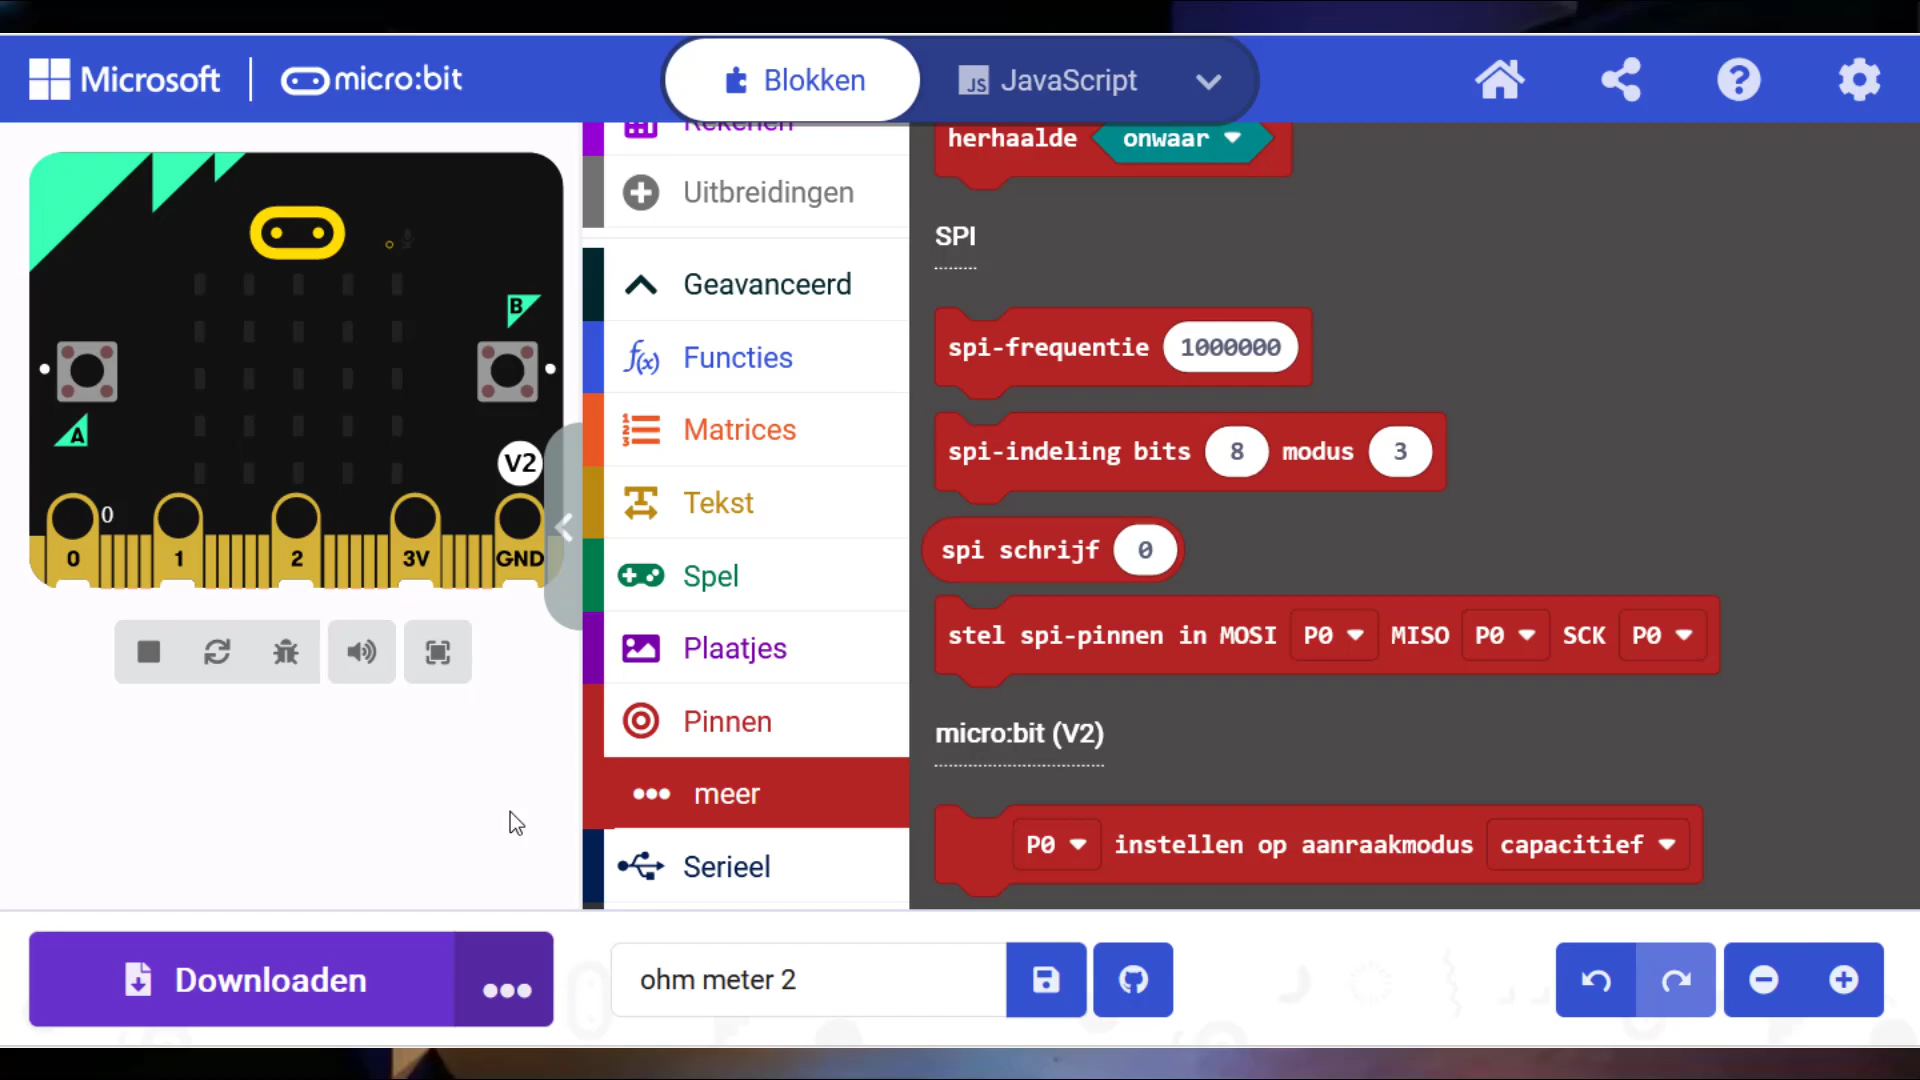 Microsoft
micro:bit
Blokken
JS JavaScript
Rekenen
Uitbreidingen
Geavanceerd
f(x) Functies
Matrices
Tekst
Spel
Plaatjes
Pinnen
meer
Serieel
herhaalde onwaar
SPI
spi-frequentie 1000000
spi-indeling bits 8 modus 3
spi schrijf 0
stel spi-pinnen in MOSI P0 MISO P0 SCK P0
micro:bit (V2)
P0 instellen op aanraakmodus capacitief
B
A
V2
0
0 1 2 3V GND
Downloaden
ohm meter 2